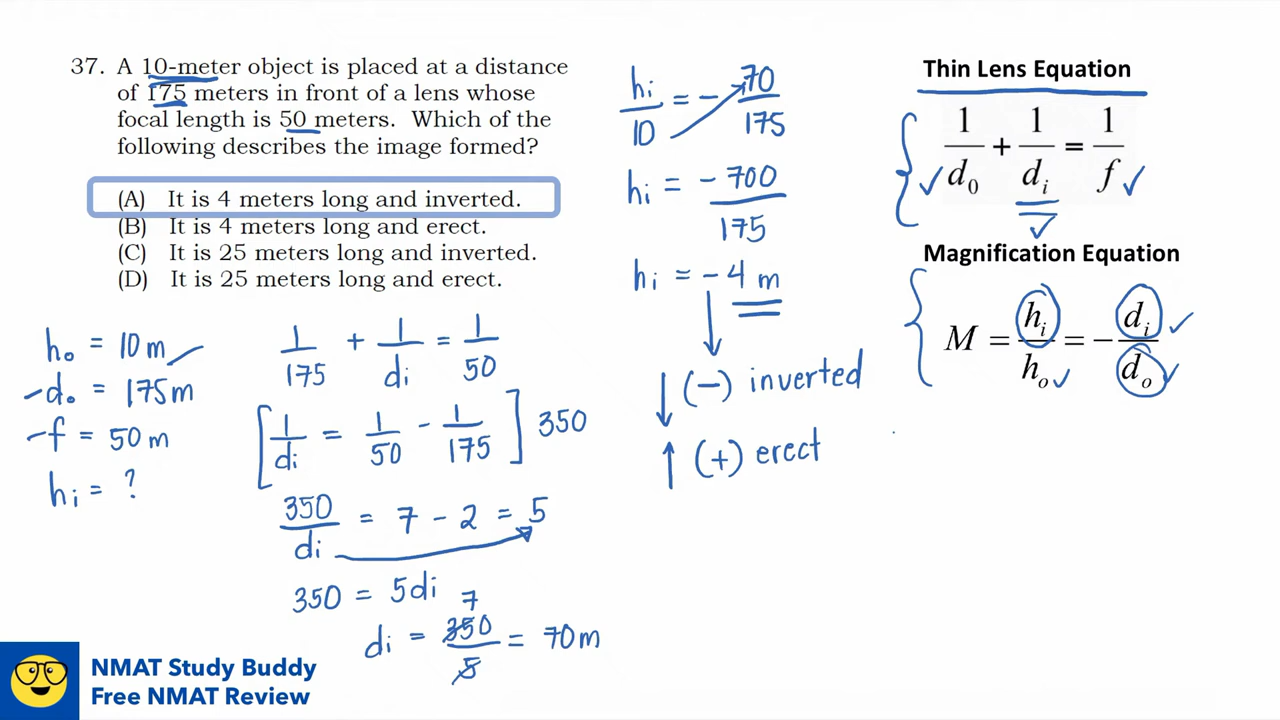 37. A 10-meter object is placed at a distance
of 175 meters in front of a lens whose
focal length is 50 meters. Which of the
following describes the image formed?
(A) It is 4 meters long and inverted.
(B) It is 4 meters long and erect.
(C) It is 25 meters long and inverted.
(D) It is 25 meters long and erect.
ho = 10m
do = 175m
f = 50m
hi = ?
1/175 + 1/di = 1/50
[1/di = 1/50 - 1/175] 350
350/di = 7 - 2 = 5
350 = 5di
7
di = 350/5 = 70m
hi/10 = - 70/175
hi = - 700/175
hi = - 4 m
(-) inverted
(+) erect
Thin Lens Equation
1/d0 + 1/di = 1/f
Magnification Equation
M = hi/ho = - di/do
NMAT Study Buddy
Free NMAT Review